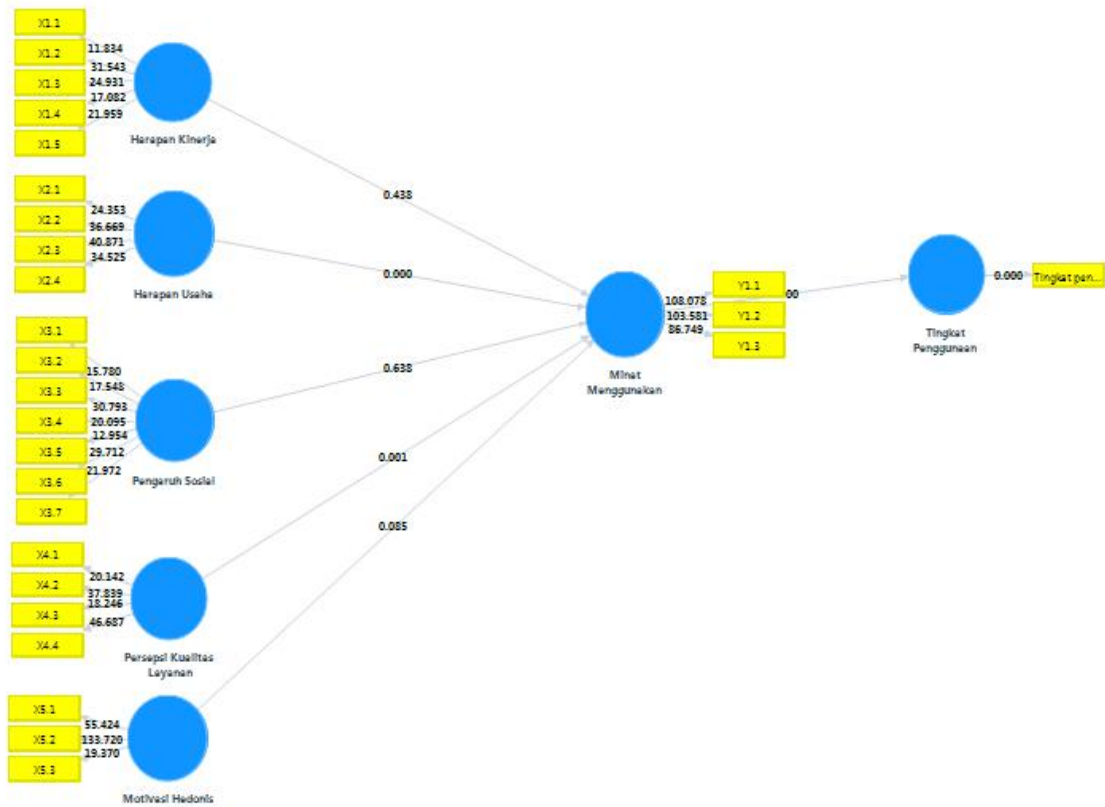 X1.1
X1.2
X1.3
X1.4
X1.5
11.834
31.543
24.931
17.082
21.959
Harapan Kinerja
X2.1
X2.2
X2.3
X2.4
24.353
36.669
40.871
34.525
Harapan Usaha
X3.1
X3.2
X3.3
X3.4
X3.5
X3.6
X3.7
15.780
17.548
30.793
20.095
12.954
29.712
21.972
Pengaruh Sosial
X4.1
X4.2
X4.3
X4.4
20.142
37.839
18.246
46.687
Persepsi Kualitas
Layanan
X5.1
X5.2
X5.3
55.424
133.720
19.370
Motivasi Hedonis
0.438
0.000
0.638
0.001
0.085
Minat
Menggunakan
108.078
103.581
86.749
Y1.1
Y1.2
Y1.3
00
Tingkat
Penggunaan
0.000
Tingkat pen...